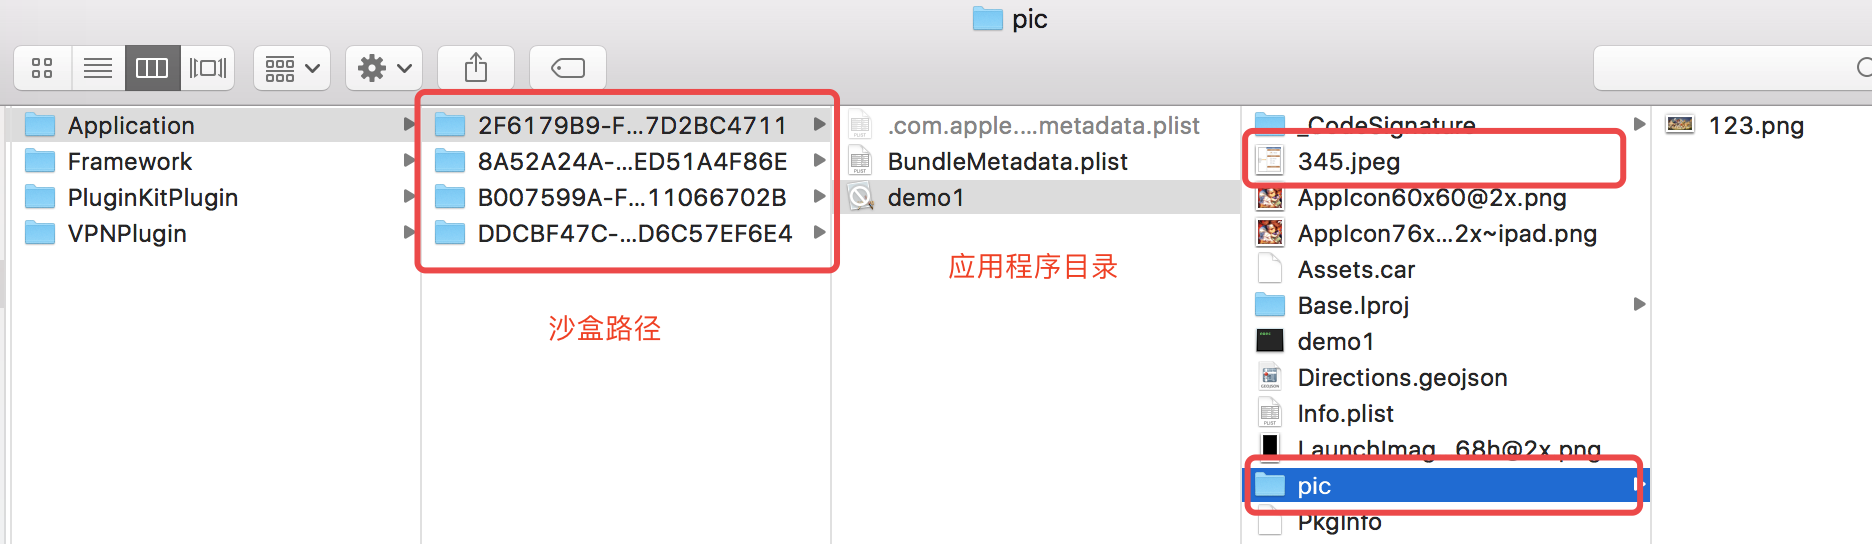 pic
Application
Framework
PluginKitPlugin
VPNPlugin
2F6179B9-F...7D2BC4711
8A52A24A-...ED51A4F86E
B007599A-F...11066702B
DDCBF47C-...D6C57EF6E4
沙盒路径
.com.apple....metadata.plist
BundleMetadata.plist
demo1
应用程序目录
_CodeSignature
345.jpeg
AppIcon60x60@2x.png
AppIcon76x...2x~ipad.png
Assets.car
Base.lproj
demo1
Directions.geojson
Info.plist
LaunchImag...68h@2x.png
pic
PkgInfo
123.png